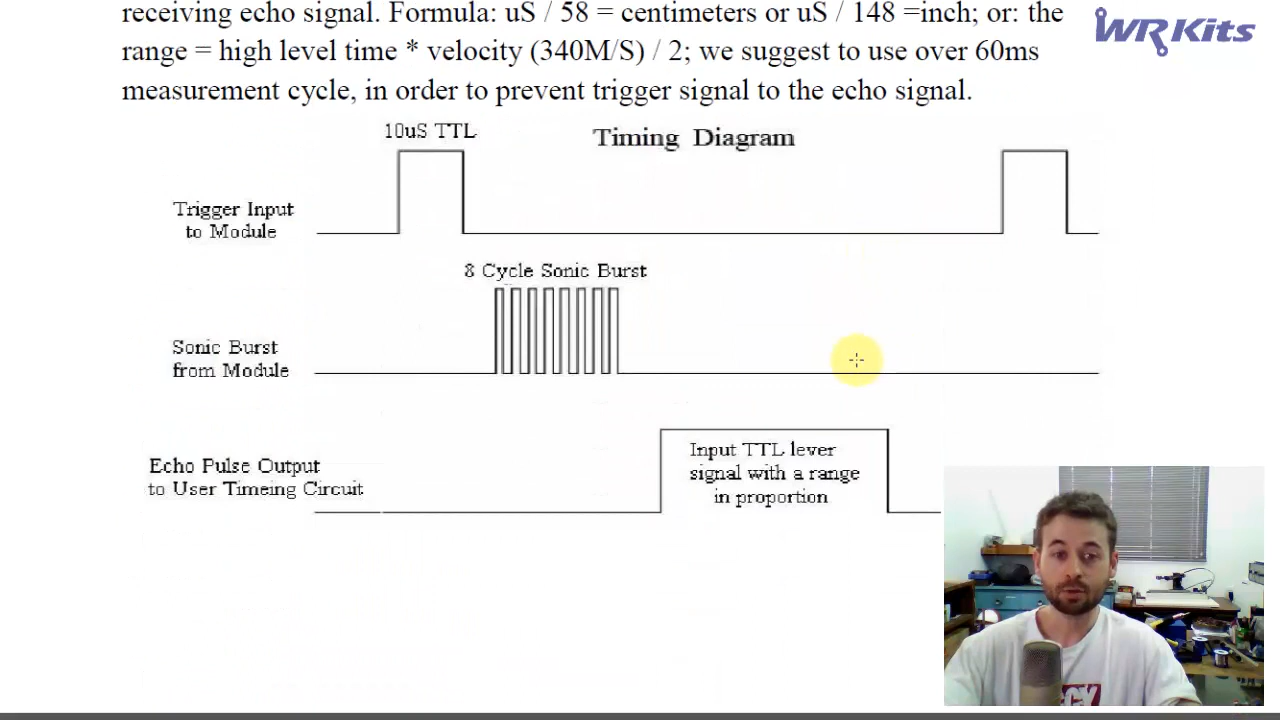 receiving echo signal. Formula: uS / 58 = centimeters or uS / 148 =inch; or: the
range = high level time * velocity (340M/S) / 2; we suggest to use over 60ms
measurement cycle, in order to prevent trigger signal to the echo signal.
WR Kits
10uS TTL
Timing Diagram
Trigger Input
to Module
8 Cycle Sonic Burst
Sonic Burst
from Module
Input TTL lever
signal with a range
in proportion
Echo Pulse Output
to User Timeing Circuit